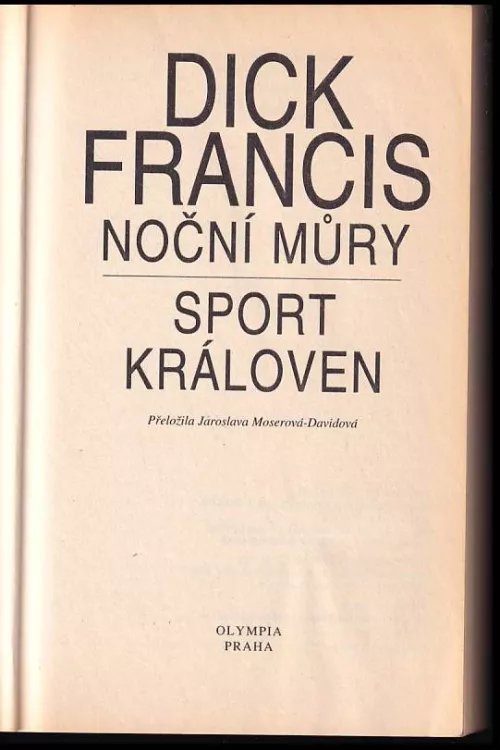 DICK
FRANCIS
NOČNÍ MŮRY
SPORT
KRÁLOVEN
Přeložila Jaroslava Moserová-Davidová
OLYMPIA
PRAHA